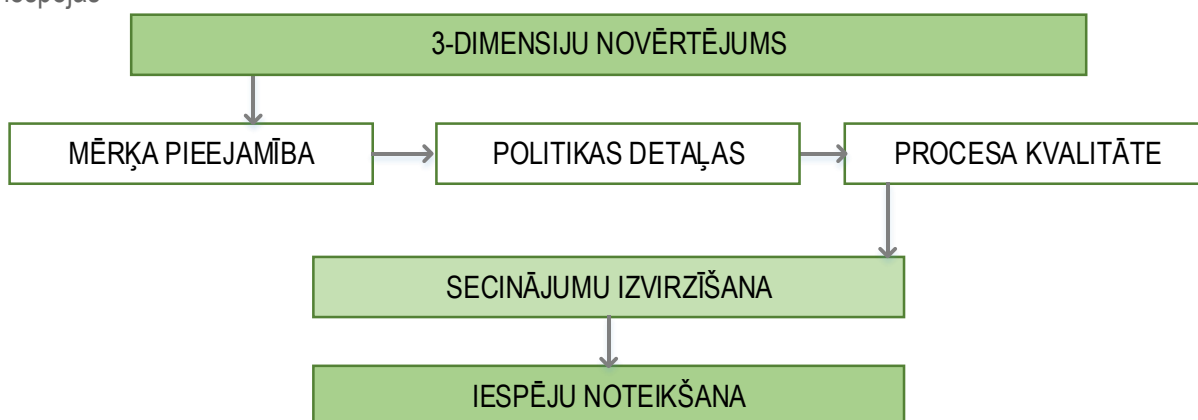 3-DIMENSIJU NOVĒRTĒJUMS
MĒRĶA PIEEJAMĪBA
POLITIKAS DETAĻAS
PROCESA KVALITĀTE
SECINĀJUMU IZVIRZĪŠANA
IESPĒJU NOTEIKŠANA